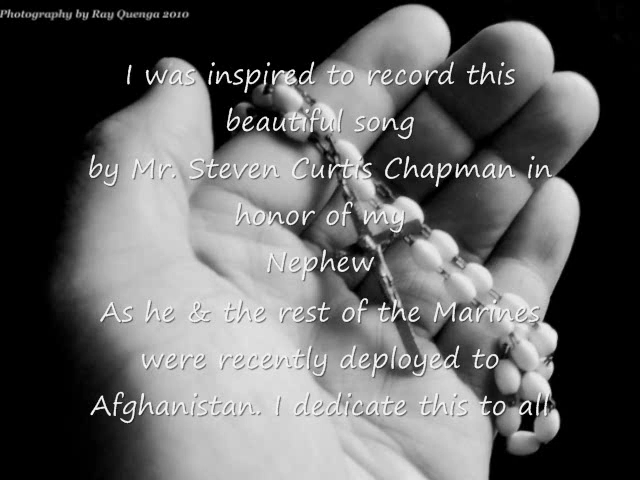 Photography by Ray Quenga 2010
I was inspired to record this
beautiful song
by Mr. Steven Curtis Chapman in
honor of my
Nephew
As he & the rest of the Marines
were recently deployed to
Afghanistan. I dedicate this to all